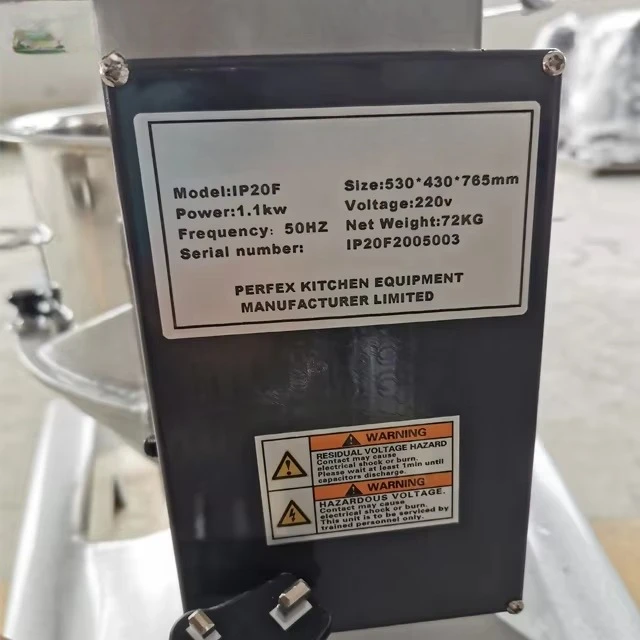 Model:IP20F
Size:530*430*765mm
Power:1.1kw
Voltage:220v
Frequency: 50HZ
Net Weight:72KG
Serial number:
IP20F2005003
PERFEX KITCHEN EQUIPMENT
MANUFACTURER LIMITED
WARNING
RESIDUAL VOLTAGE HAZARD
Contact may cause
electrical shock or burn.
Please wait at least 1min until
capacitors discharge.
WARNING
HAZARDOUS VOLTAGE.
Contact may cause
electrical shock or burn.
This unit is to be serviced by
trained personnel only.